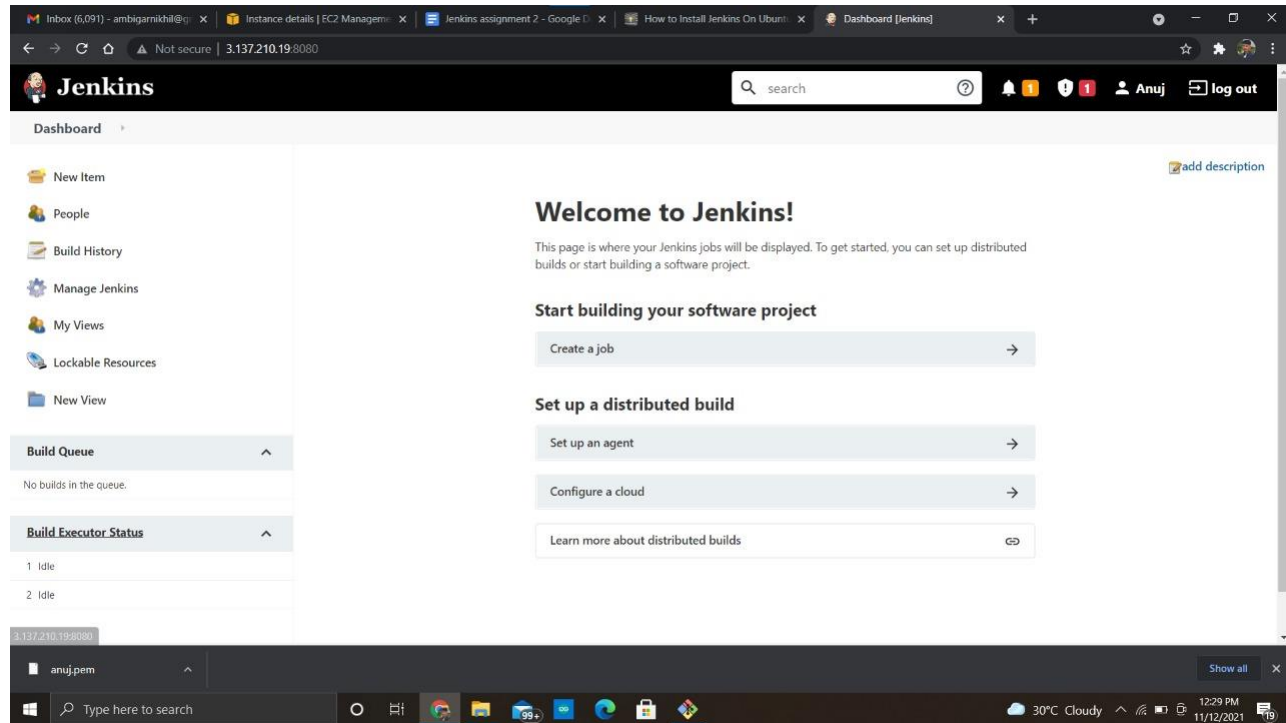 Inbox (6,091) - ambigarnikhil@g
Instance details | EC2 Manageme
Jenkins assignment 2 - Google D
How to Install Jenkins On Ubunt
Dashboard [Jenkins]
Not secure | 3.137.210.19:8080
Jenkins
search
1
1
Anuj
log out
Dashboard
add description
New Item
People
Build History
Manage Jenkins
My Views
Lockable Resources
New View
Build Queue
No builds in the queue.
Build Executor Status
1 Idle
2 Idle
Welcome to Jenkins!
This page is where your Jenkins jobs will be displayed. To get started, you can set up distributed
builds or start building a software project.
Start building your software project
Create a job
Set up a distributed build
Set up an agent
Configure a cloud
Learn more about distributed builds
3.137.210.19:8080
anuj.pem
Show all
Type here to search
99+
30°C Cloudy
12:29 PM
11/12/2021
19